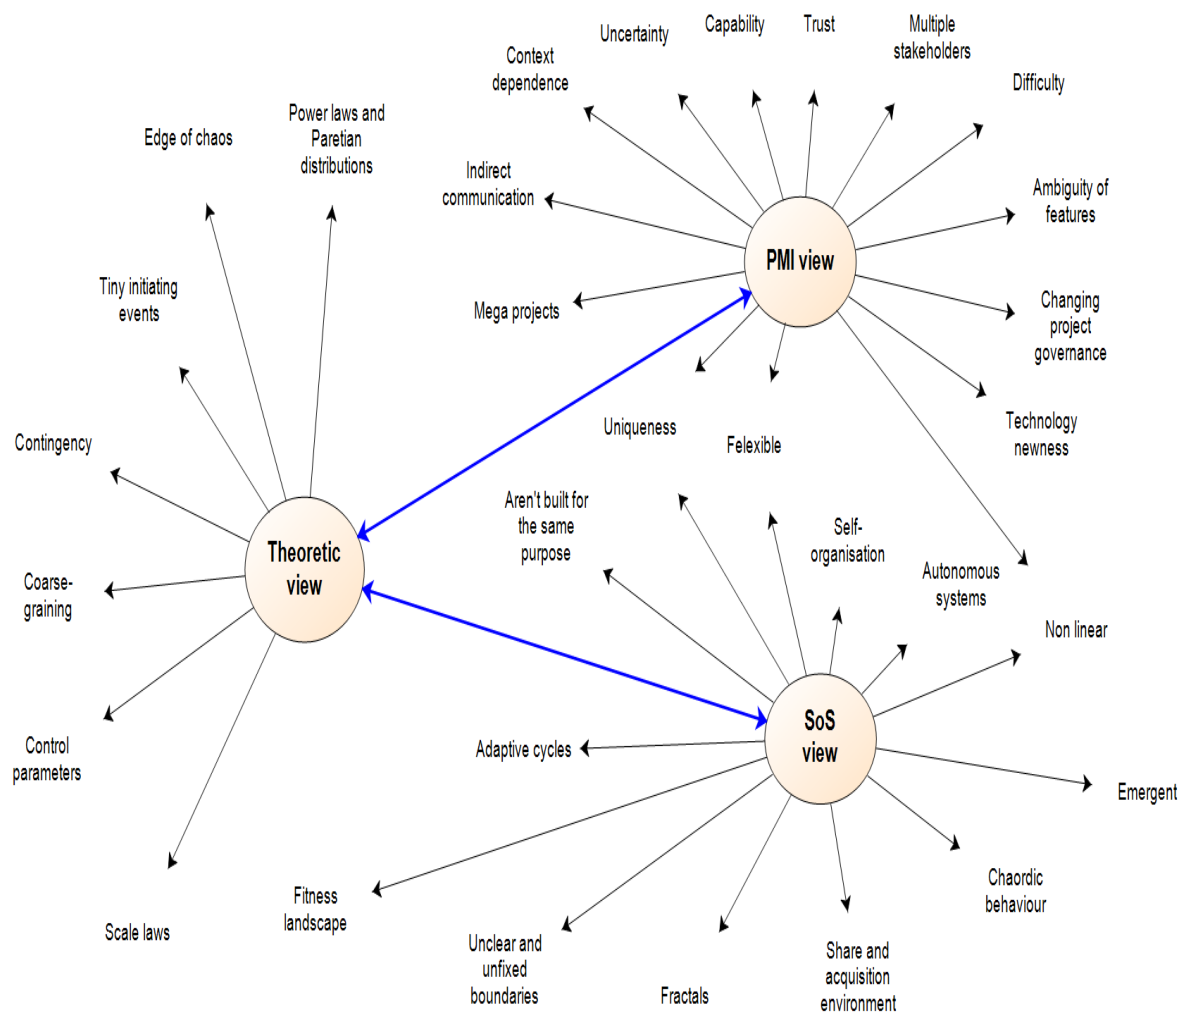 Capability
Trust
Multiple
stakeholders
Uncertainty
Context
dependence
Difficulty
Power laws and
Paretian
distributions
Edge of chaos
Indirect
communication
Ambiguity of
features
PMI view
Tiny initiating
events
Mega projects
Changing
project
governance
Contingency
Uniqueness
Felexible
Technology
newness
Aren't built for
the same
purpose
Self-
organisation
Theoretic
view
Coarse-
graining
Autonomous
systems
Non linear
SoS
view
Control
parameters
Adaptive cycles
Emergent
Fitness
landscape
Chaordic
behaviour
Scale laws
Unclear and
unfixed
boundaries
Fractals
Share and
acquisition
environment